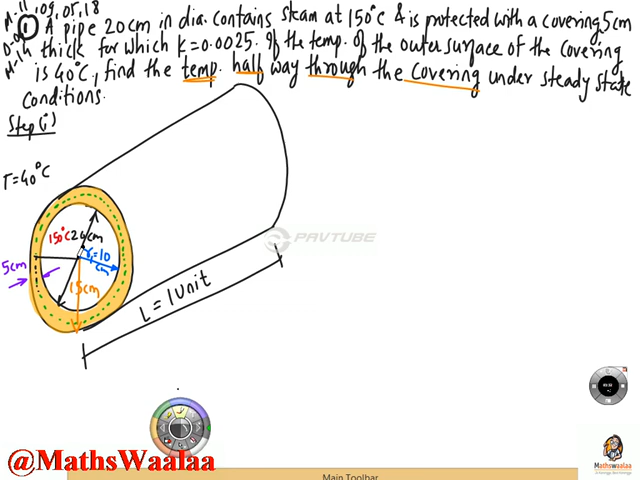 M-11, 09, 05, 18
① A pipe 20cm in dia. contains steam at 150°C & is protected with a covering 5cm
thick for which K=0.0025. If the temp. of the outer surface of the covering
is 40°C, find the temp. half way through the covering under steady state
conditions.
Step(i)
T=40°C
150°C 20cm
r₁=10
cm
5cm
15cm
L=1Unit
PAVTUBE
@MathsWaalaa
Mathswaalaa
Main Toolbar